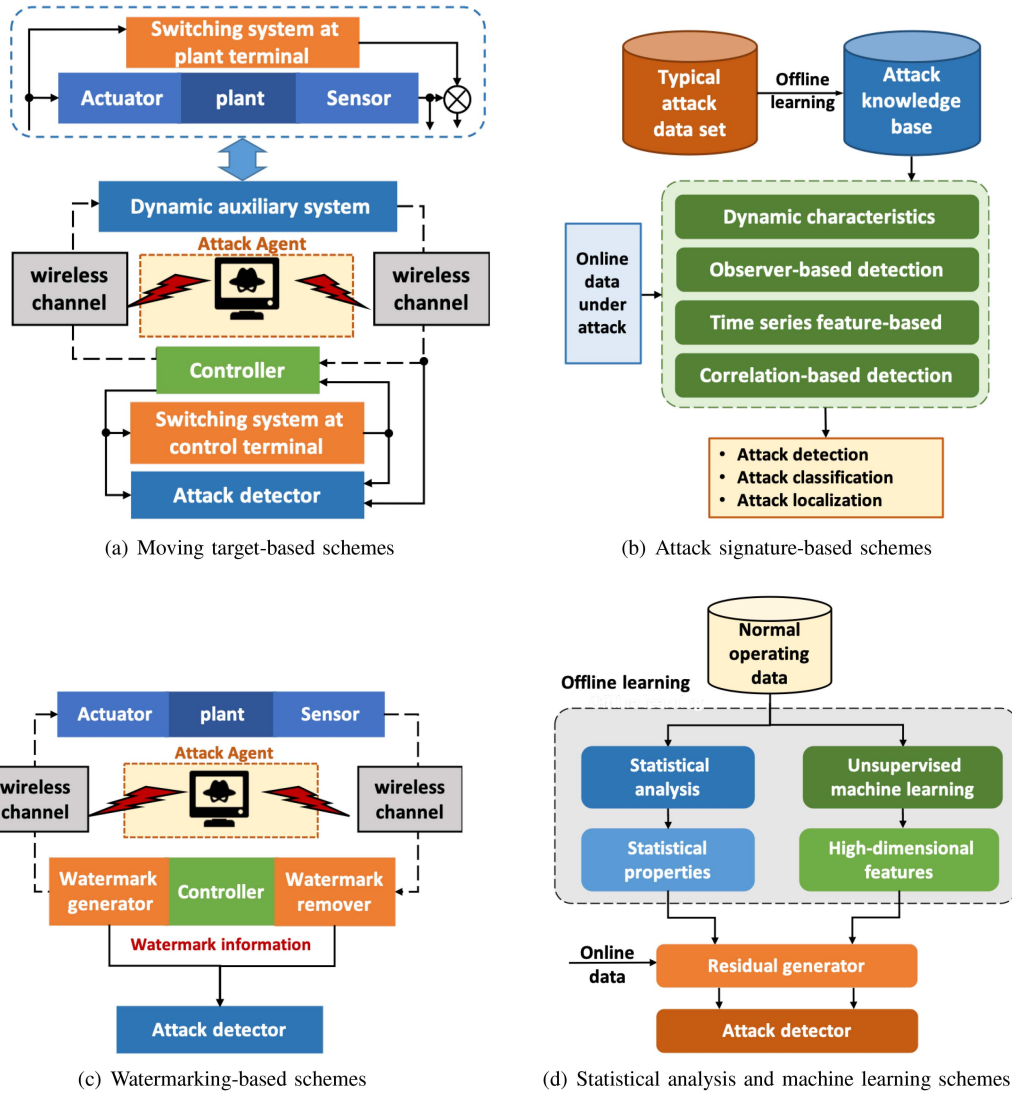 Switching system at
plant terminal
Actuator
plant
Sensor
Dynamic auxiliary system
Attack Agent
wireless
channel
wireless
channel
Controller
Switching system at
control terminal
Attack detector
(a) Moving target-based schemes
Typical
attack
data set
Offline
learning
Attack
knowledge
base
Online
data
under
attack
Dynamic characteristics
Observer-based detection
Time series feature-based
Correlation-based detection
• Attack detection
• Attack classification
• Attack localization
(b) Attack signature-based schemes
Actuator
plant
Sensor
Attack Agent
wireless
channel
wireless
channel
Watermark
generator
Controller
Watermark
remover
Watermark information
Attack detector
(c) Watermarking-based schemes
Normal
operating
data
Offline learning
Statistical
analysis
Unsupervised
machine learning
Statistical
properties
High-dimensional
features
Online
data
Residual generator
Attack detector
(d) Statistical analysis and machine learning schemes